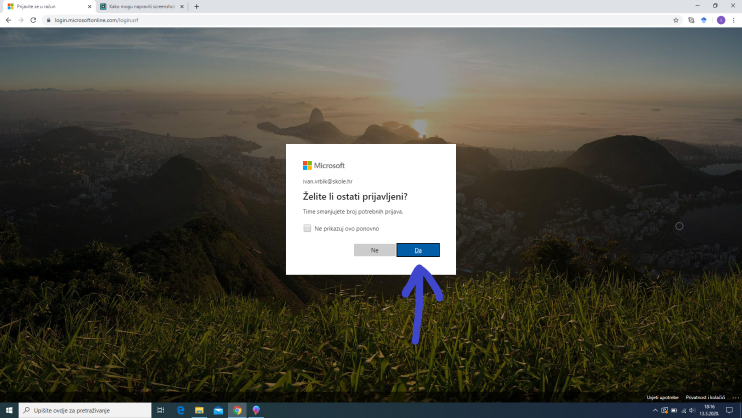 Prijavite se u račun
Kako mogu napraviti screenshot
login.microsoftonline.com/login.srf
Microsoft
ivan.vrbik@skole.hr
Želite li ostati prijavljeni?
Time smanjujete broj potrebnih prijava.
Ne prikazuj ovo ponovno
Ne
Da
Uvjeti upotrebe
Privatnost i kolačići
...
Upišite ovdje za pretraživanje
10:16
13.5.2020.